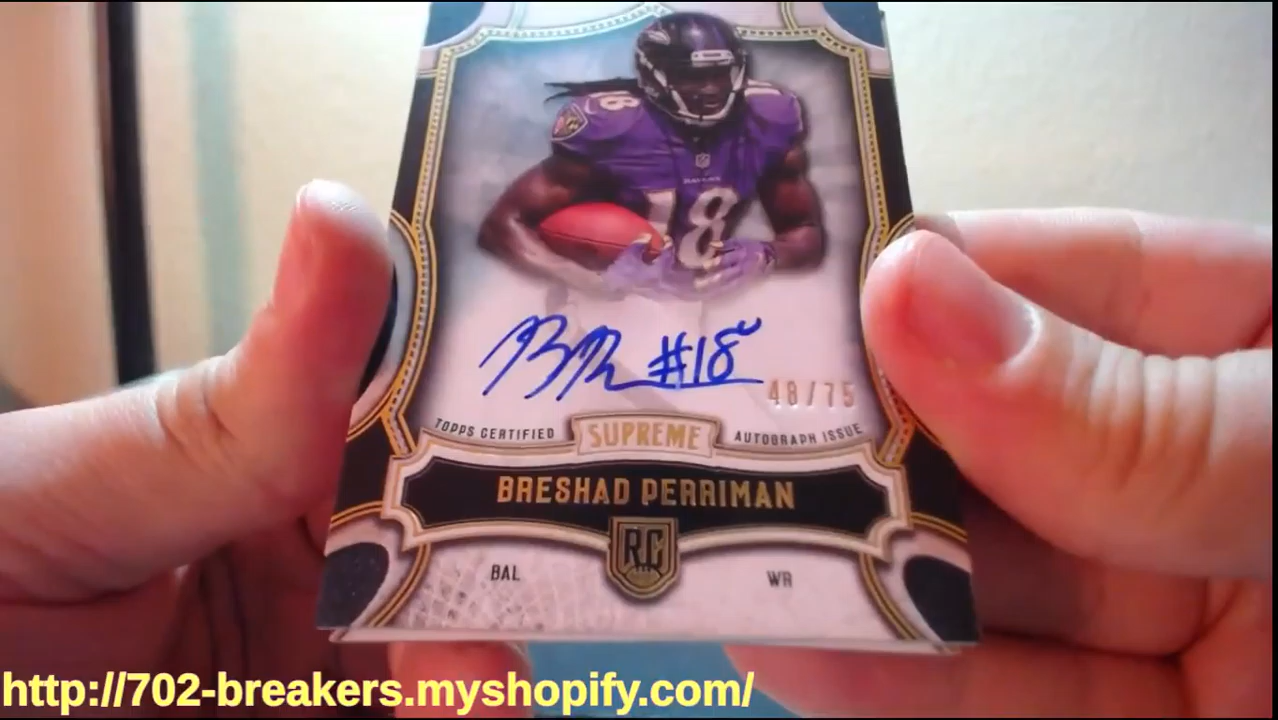 18
18
#18
48/75
TOPPS CERTIFIED SUPREME AUTOGRAPH ISSUE
BRESHAD PERRIMAN
RC
BAL WR
http://702-breakers.myshopify.com/